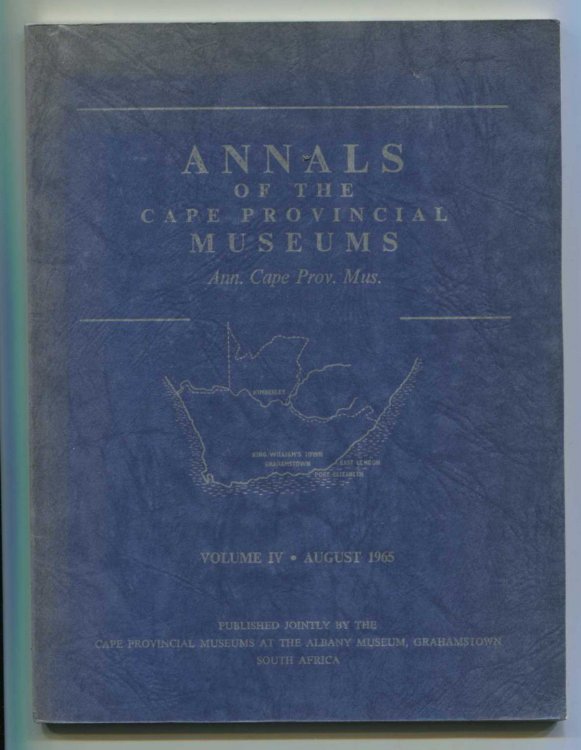 ANNALS
OF THE
CAPE PROVINCIAL
MUSEUMS
Ann. Cape Prov. Mus.
KIMBERLEY
KING WILLIAM'S TOWN
GRAHAMSTOWN
EAST LONDON
PORT ELIZABETH
VOLUME IV • AUGUST 1965
PUBLISHED JOINTLY BY THE
CAPE PROVINCIAL MUSEUMS AT THE ALBANY MUSEUM, GRAHAMSTOWN
SOUTH AFRICA